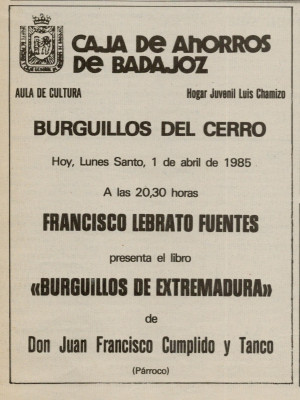 CAJA DE AHORROS
DE BADAJOZ
AULA DE CULTURA
Hogar Juvenil Luis Chamizo
BURGUILLOS DEL CERRO
Hoy, Lunes Santo, 1 de abril de 1985
A las 20,30 horas
FRANCISCO LEBRATO FUENTES
presenta el libro
«BURGUILLOS DE EXTREMADURA»
de
Don Juan Francisco Cumplido y Tanco
(Párroco)